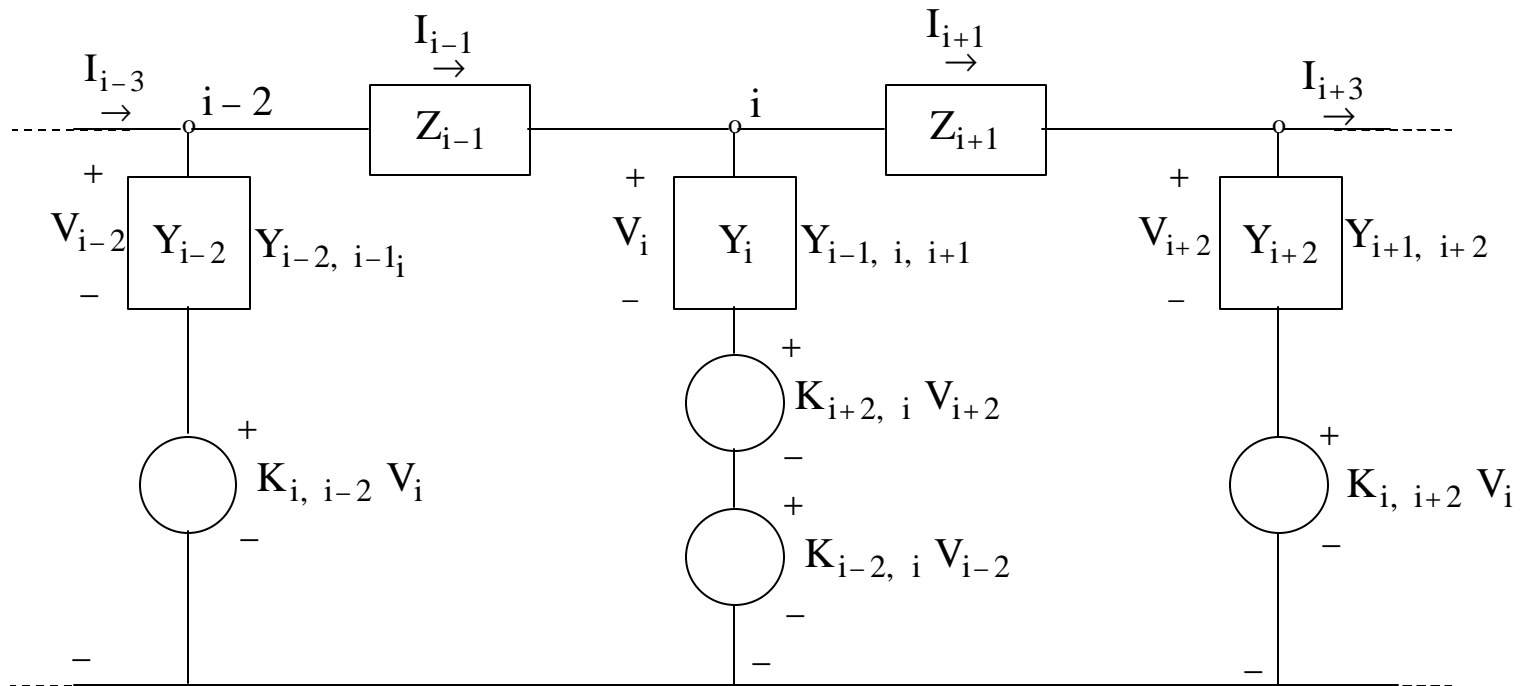 I_{i-1}
I_{i+1}
I_{i-3}
→
→
I_{i+3}
→
i-2
i
→
Z_{i-1}
Z_{i+1}
+
+
+
V_{i-2}
Y_{i-2}
Y_{i-2, i-1_i}
V_i
Y_i
Y_{i-1, i, i+1}
V_{i+2}
Y_{i+2}
Y_{i+1, i+2}
−
−
−
+
K_{i+2, i} V_{i+2}
−
+
K_{i, i-2} V_i
−
+
K_{i-2, i} V_{i-2}
−
+
K_{i, i+2} V_i
−
−
−
−